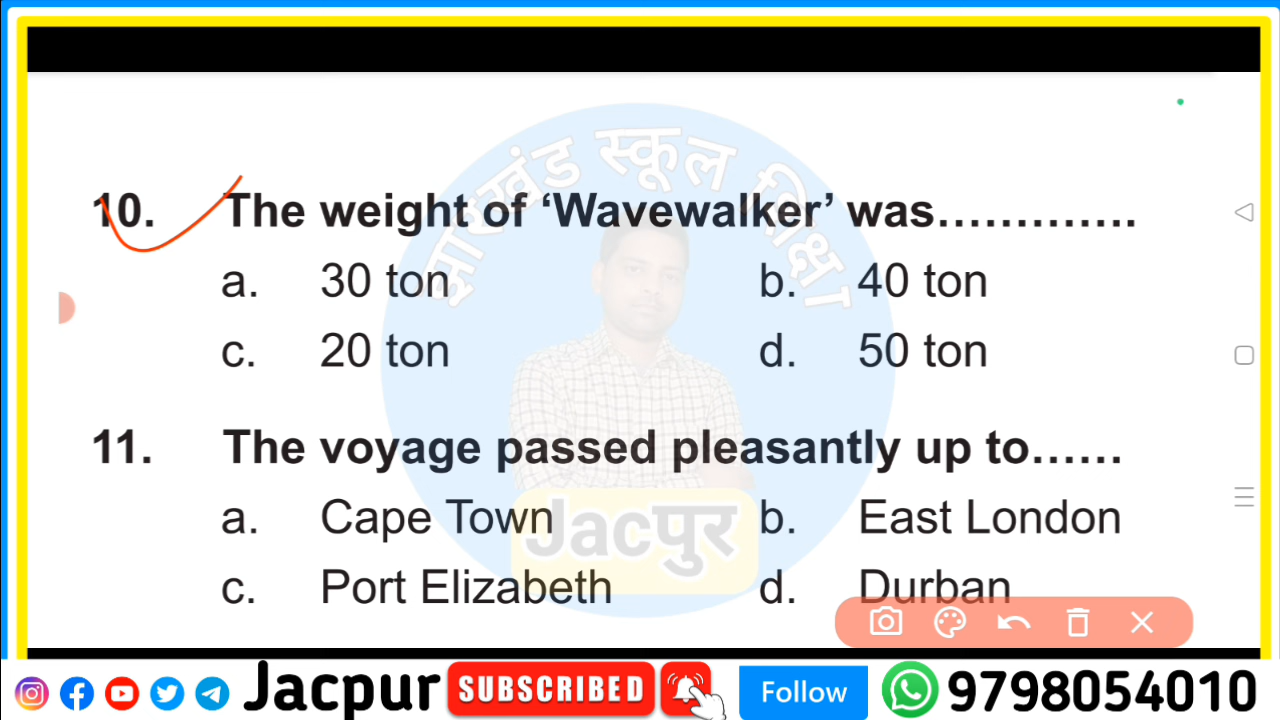 झारखंड स्कूल शिक्षा
10. The weight of ‘Wavewalker’ was………….
a. 30 ton b. 40 ton
c. 20 ton d. 50 ton
11. The voyage passed pleasantly up to……
a. Cape Town b. East London
Jacपुर
c. Port Elizabeth d. Durban
Jacpur SUBSCRIBED Follow 9798054010